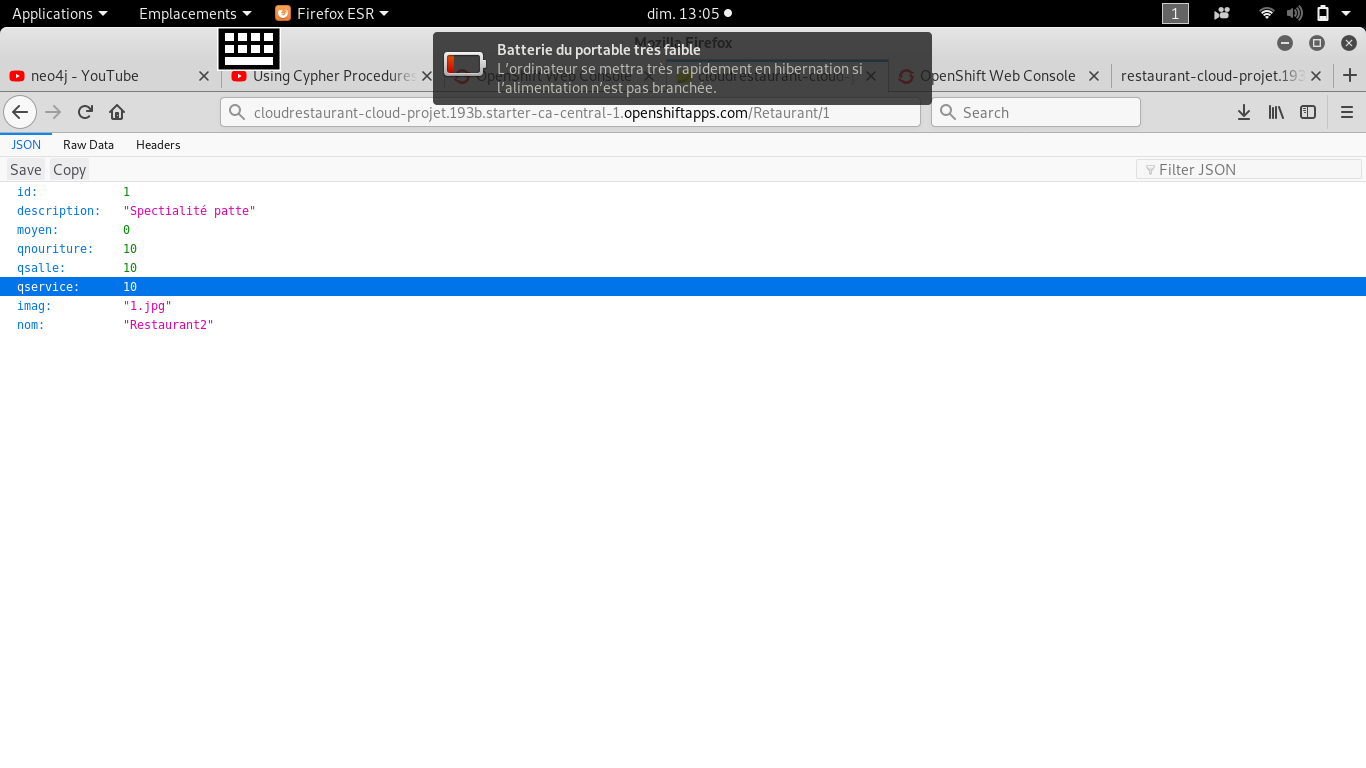 Applications Emplacements Firefox ESR dim. 13:05 1
Mozilla Firefox
Batterie du portable très faible
L'ordinateur se mettra très rapidement en hibernation si
l'alimentation n'est pas branchée.
neo4j - YouTube Using Cypher Procedures OpenShift Web Console cloudrestaurant-cloud- OpenShift Web Console restaurant-cloud-projet.193
cloudrestaurant-cloud-projet.193b.starter-ca-central-1.openshiftapps.com/Retaurant/1 Search
JSON Raw Data Headers
Save Copy Filter JSON
id: 1
description: "Spectialité patte"
moyen: 0
qnouriture: 10
qsalle: 10
qservice: 10
imag: "1.jpg"
nom: "Restaurant2"